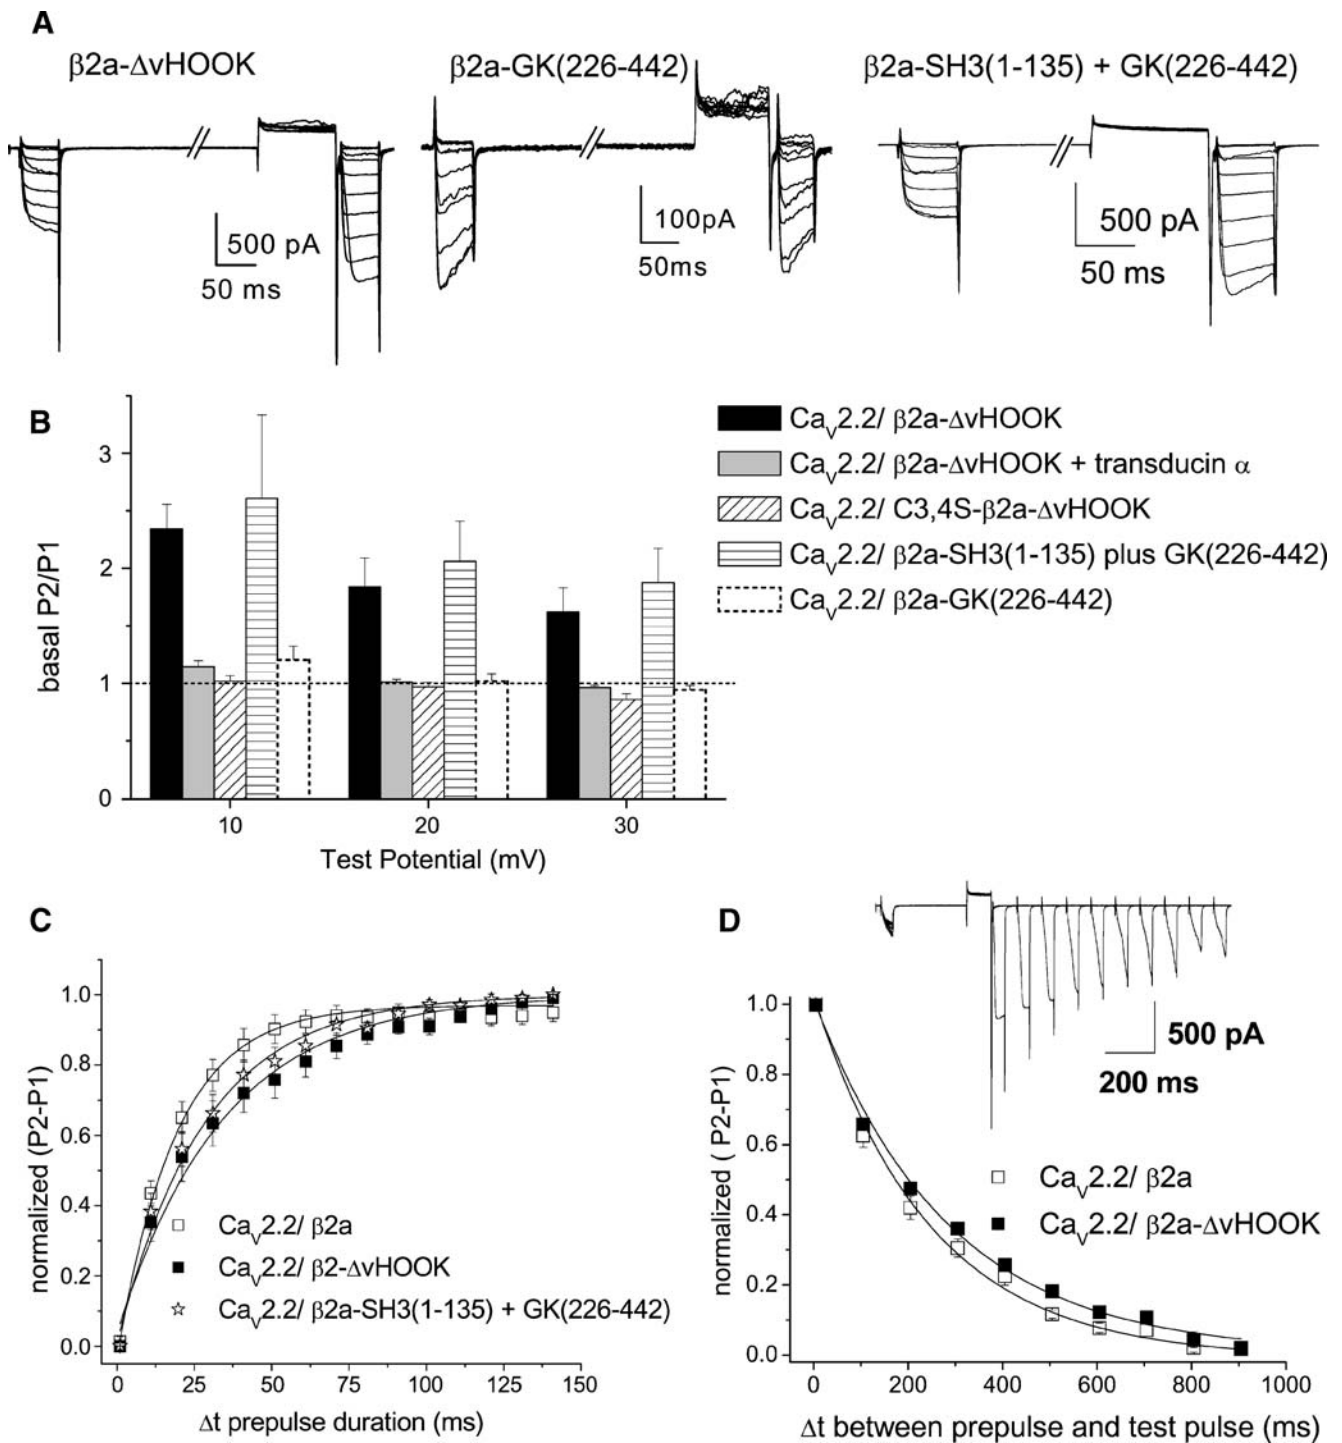 A
β2a-ΔvHOOK
β2a-GK(226-442)
β2a-SH3(1-135) + GK(226-442)
500 pA
50 ms
100pA
50ms
500 pA
50 ms
B
basal P2/P1
3
2
1
0
10
20
30
Test Potential (mV)
CaV2.2/ β2a-ΔvHOOK
CaV2.2/ β2a-ΔvHOOK + transducin α
CaV2.2/ C3,4S-β2a-ΔvHOOK
CaV2.2/ β2a-SH3(1-135) plus GK(226-442)
CaV2.2/ β2a-GK(226-442)
C
normalized (P2-P1)
1.0
0.8
0.6
0.4
0.2
0.0
CaV2.2/ β2a
CaV2.2/ β2-ΔvHOOK
CaV2.2/ β2a-SH3(1-135) + GK(226-442)
0
25
50
75
100
125
150
Δt prepulse duration (ms)
D
500 pA
200 ms
normalized ( P2-P1)
1.0
0.8
0.6
0.4
0.2
0.0
CaV2.2/ β2a
CaV2.2/ β2a-ΔvHOOK
0
200
400
600
800
1000
Δt between prepulse and test pulse (ms)